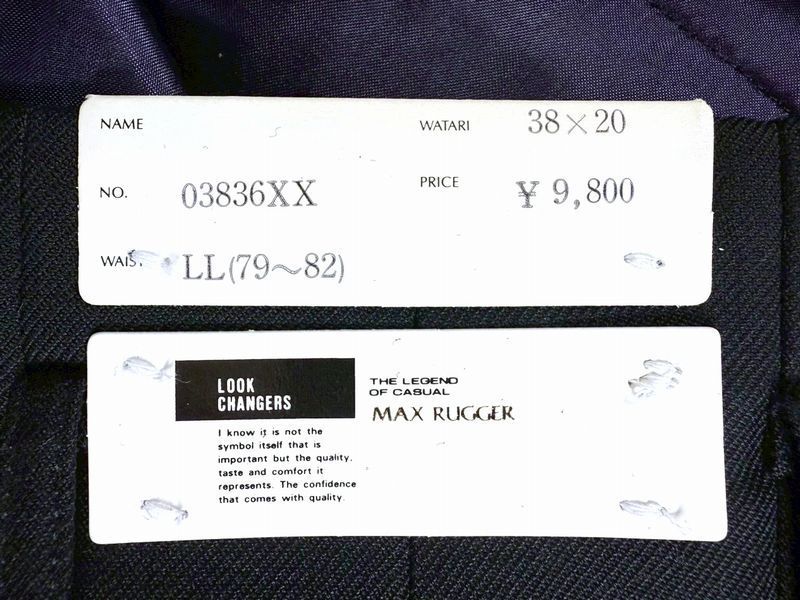 NAME
WATARI 38×20
NO. 03836XX
PRICE ¥ 9,800
WAIST LL(79〜82)
LOOK
CHANGERS
THE LEGEND
OF CASUAL
MAX RUGGER
I know it is not the
symbol itself that is
important but the quality,
taste and comfort it
represents. The confidence
that comes with quality.